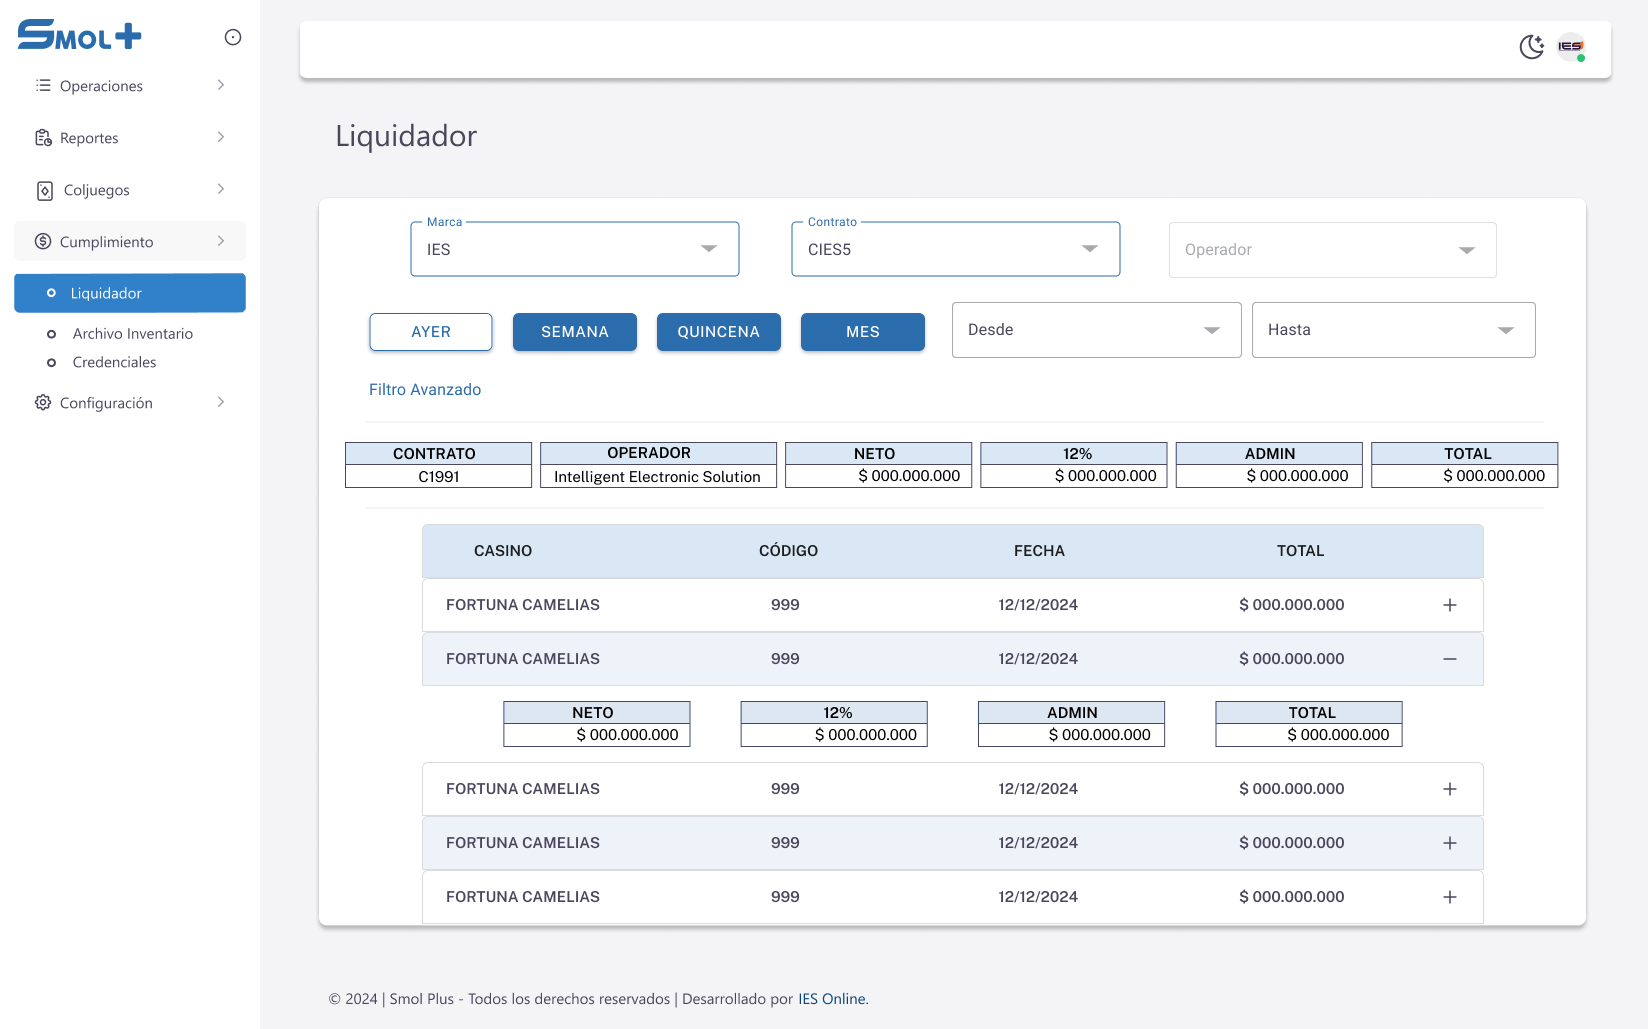 SMOL+
Operaciones
Reportes
Coljuegos
Cumplimiento
Liquidador
Archivo Inventario
Credenciales
Configuración
IES
Liquidador
Marca
IES
Contrato
CIES5
Operador
AYER SEMANA QUINCENA MES Desde Hasta
Filtro Avanzado
CONTRATO OPERADOR NETO 12% ADMIN TOTAL
C1991 Intelligent Electronic Solution $ 000.000.000 $ 000.000.000 $ 000.000.000 $ 000.000.000
CASINO CÓDIGO FECHA TOTAL
FORTUNA CAMELIAS 999 12/12/2024 $ 000.000.000 +
FORTUNA CAMELIAS 999 12/12/2024 $ 000.000.000 −
NETO 12% ADMIN TOTAL
$ 000.000.000 $ 000.000.000 $ 000.000.000 $ 000.000.000
FORTUNA CAMELIAS 999 12/12/2024 $ 000.000.000 +
FORTUNA CAMELIAS 999 12/12/2024 $ 000.000.000 +
FORTUNA CAMELIAS 999 12/12/2024 $ 000.000.000 +
© 2024 | Smol Plus - Todos los derechos reservados | Desarrollado por IES Online.